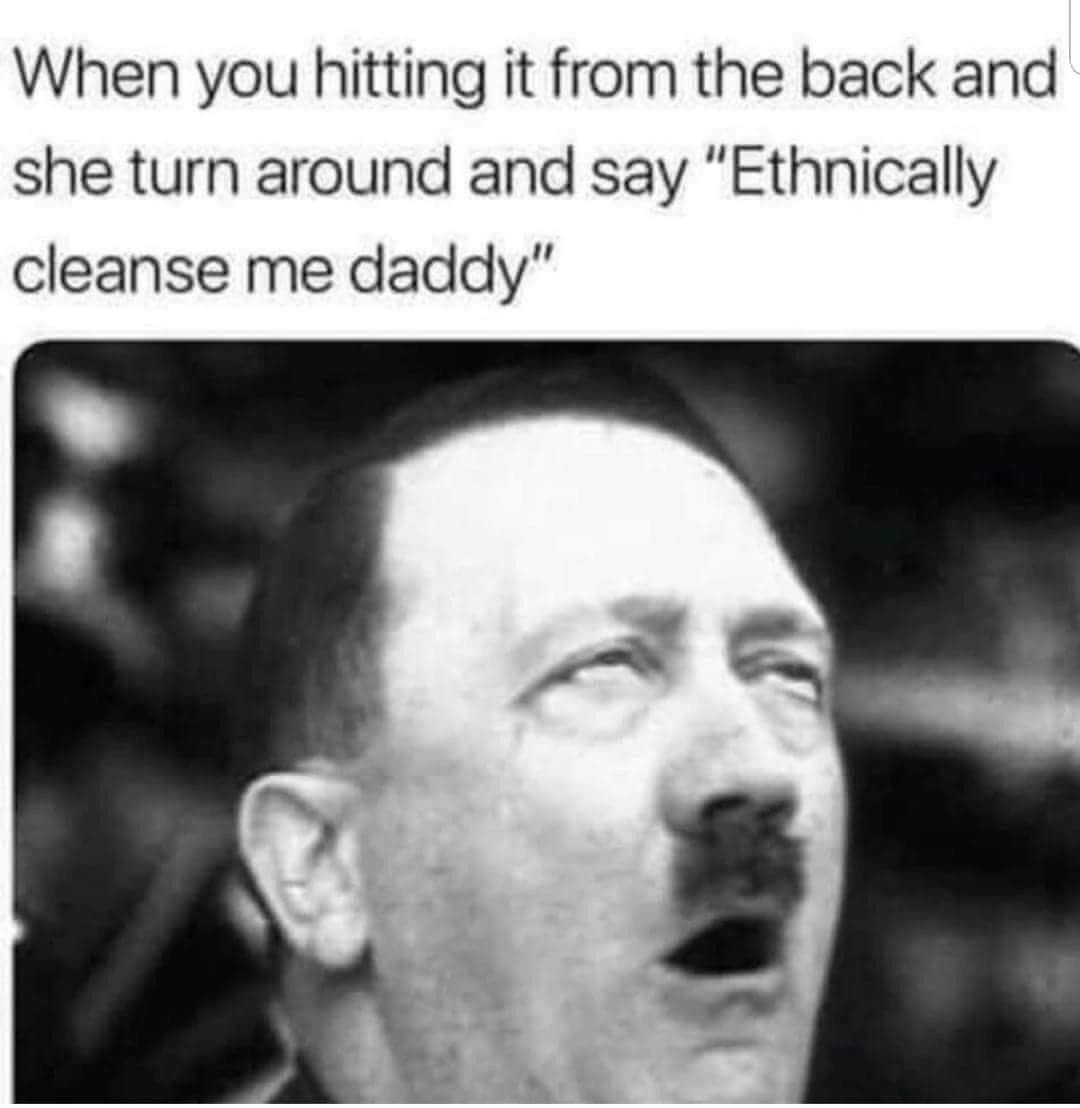 When you hitting it from the back and
she turn around and say "Ethnically
cleanse me daddy"